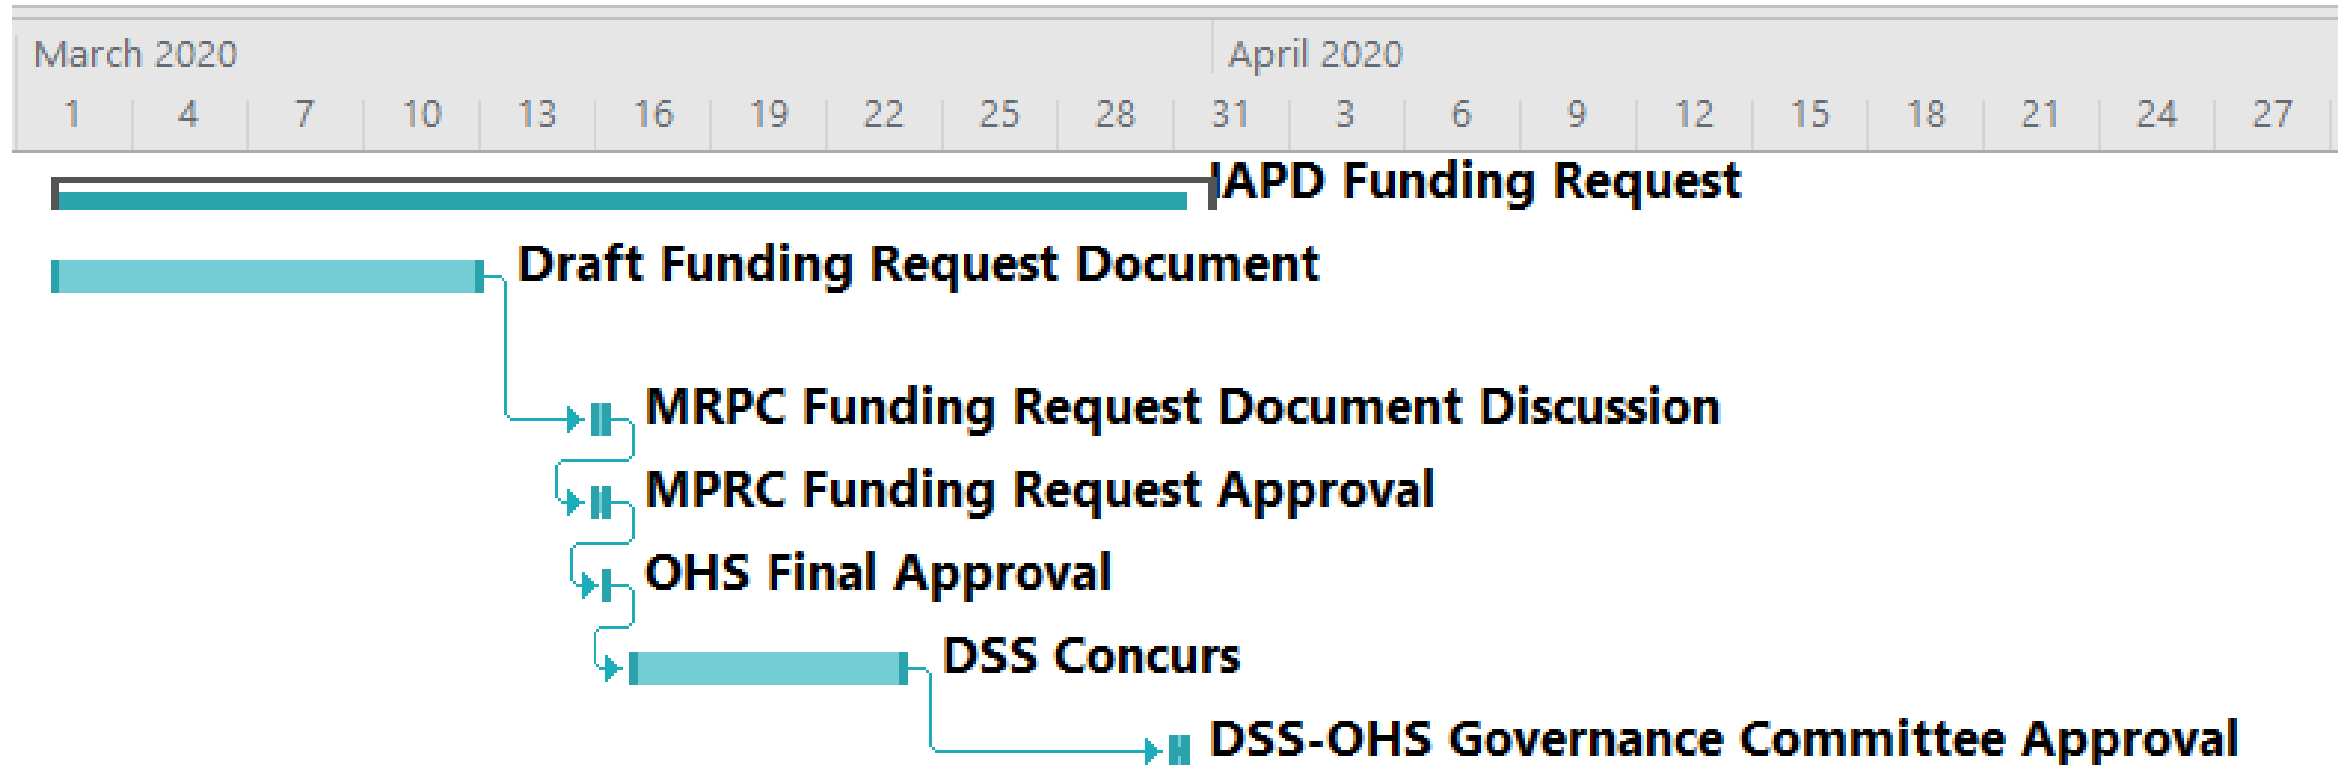 March 2020 April 2020
1 4 7 10 13 16 19 22 25 28 31 3 6 9 12 15 18 21 24 27
IAPD Funding Request
Draft Funding Request Document
MRPC Funding Request Document Discussion
MPRC Funding Request Approval
OHS Final Approval
DSS Concurs
DSS-OHS Governance Committee Approval